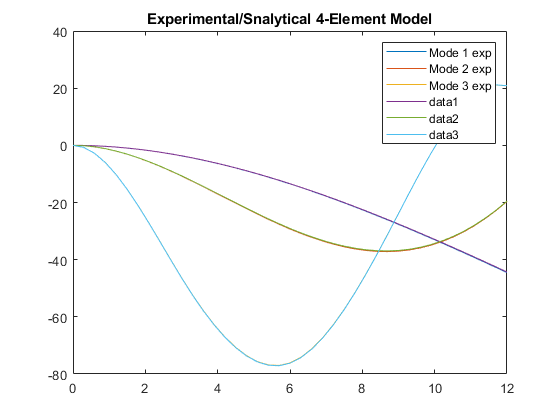 Experimental/Snalytical 4-Element Model
40
20
0
-20
-40
-60
-80
0 2 4 6 8 10 12
Mode 1 exp
Mode 2 exp
Mode 3 exp
data1
data2
data3